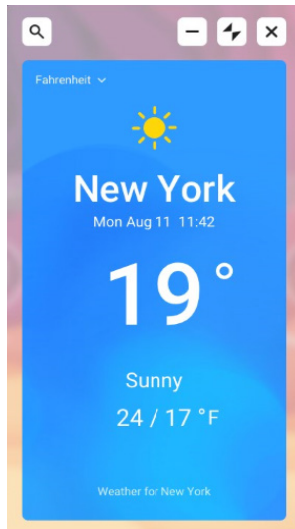 Fahrenheit
New York
Mon Aug 11 11:42
19°
Sunny
24 / 17 °F
Weather for New York